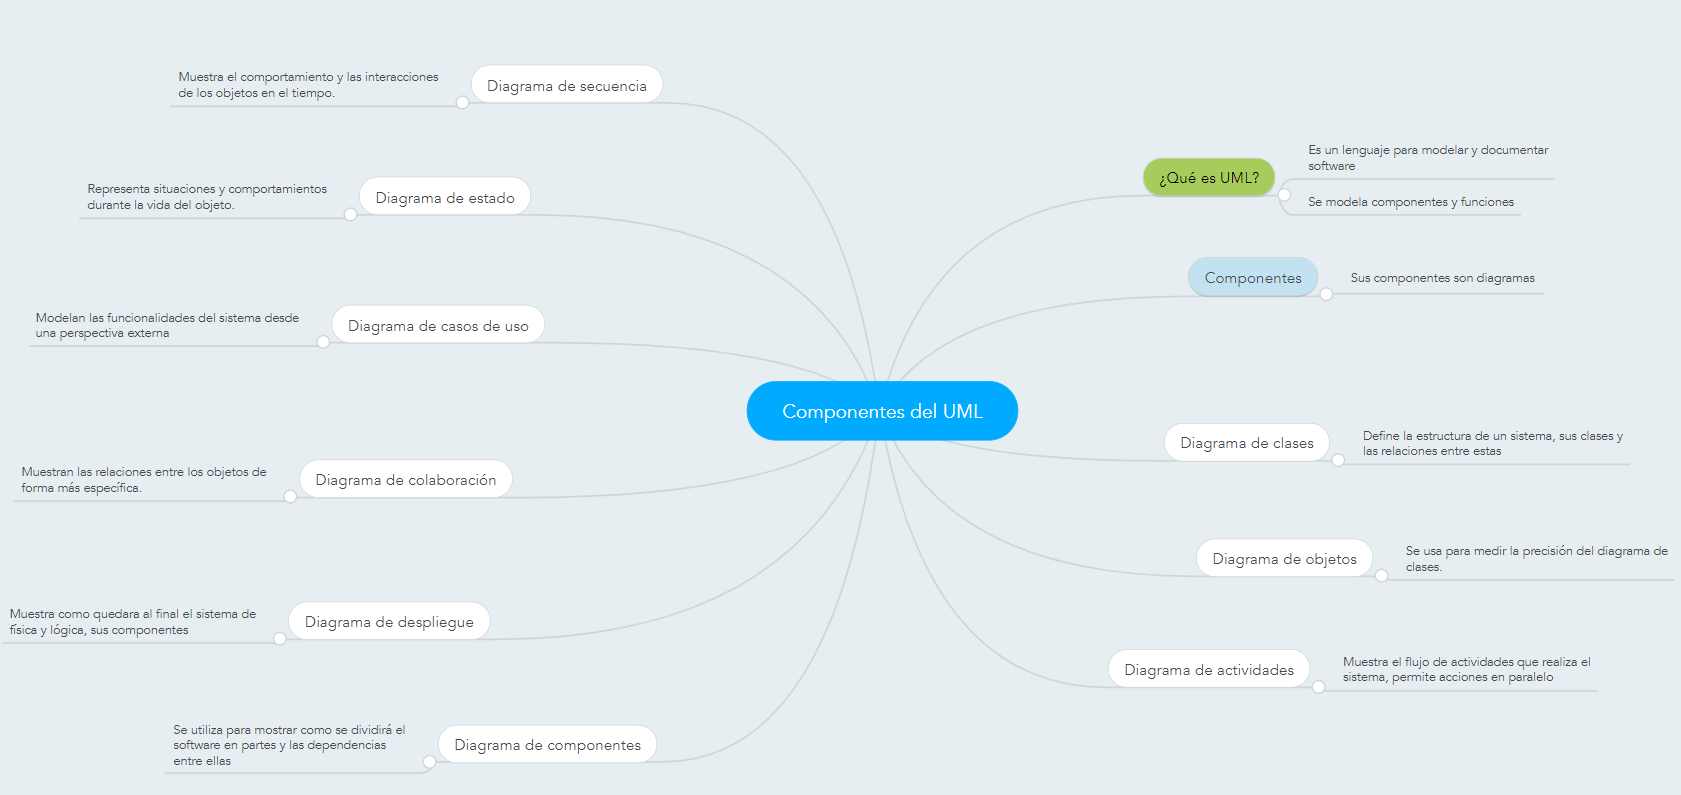 Componentes del UML
¿Qué es UML?
Es un lenguaje para modelar y documentar
software
Se modela componentes y funciones
Componentes
Sus componentes son diagramas
Diagrama de clases
Define la estructura de un sistema, sus clases y
las relaciones entre estas
Diagrama de objetos
Se usa para medir la precisión del diagrama de
clases.
Diagrama de actividades
Muestra el flujo de actividades que realiza el
sistema, permite acciones en paralelo
Diagrama de secuencia
Muestra el comportamiento y las interacciones
de los objetos en el tiempo.
Diagrama de estado
Representa situaciones y comportamientos
durante la vida del objeto.
Diagrama de casos de uso
Modelan las funcionalidades del sistema desde
una perspectiva externa
Diagrama de colaboración
Muestran las relaciones entre los objetos de
forma más específica.
Diagrama de despliegue
Muestra como quedara al final el sistema de
física y lógica, sus componentes
Diagrama de componentes
Se utiliza para mostrar como se dividirá el
software en partes y las dependencias
entre ellas